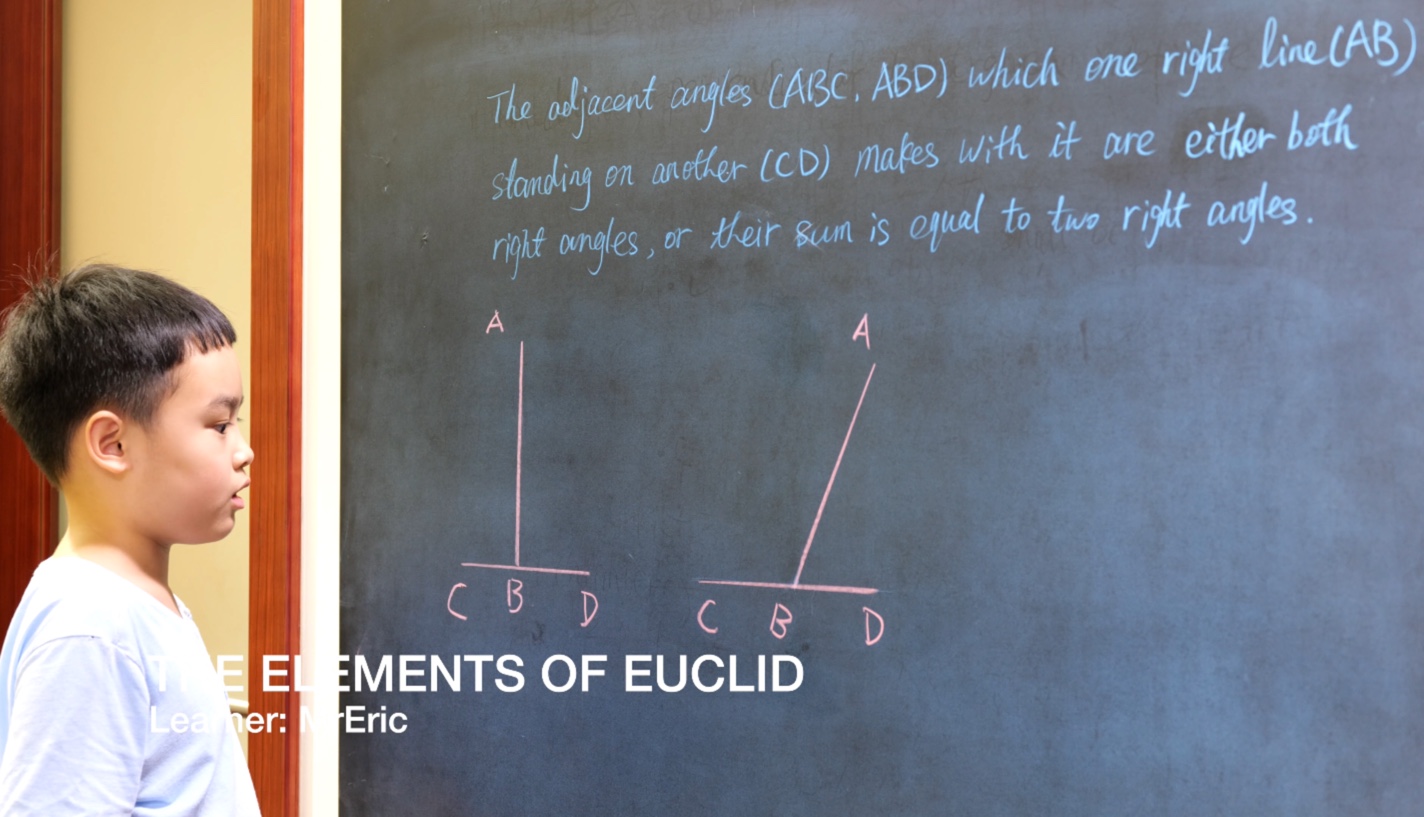 The adjacent angles (ABC, ABD) which one right line (AB)
standing on another (CD) makes with it are either both
right angles, or their sum is equal to two right angles.
A
A
C B D
C B D
THE ELEMENTS OF EUCLID
Learner: MrEric